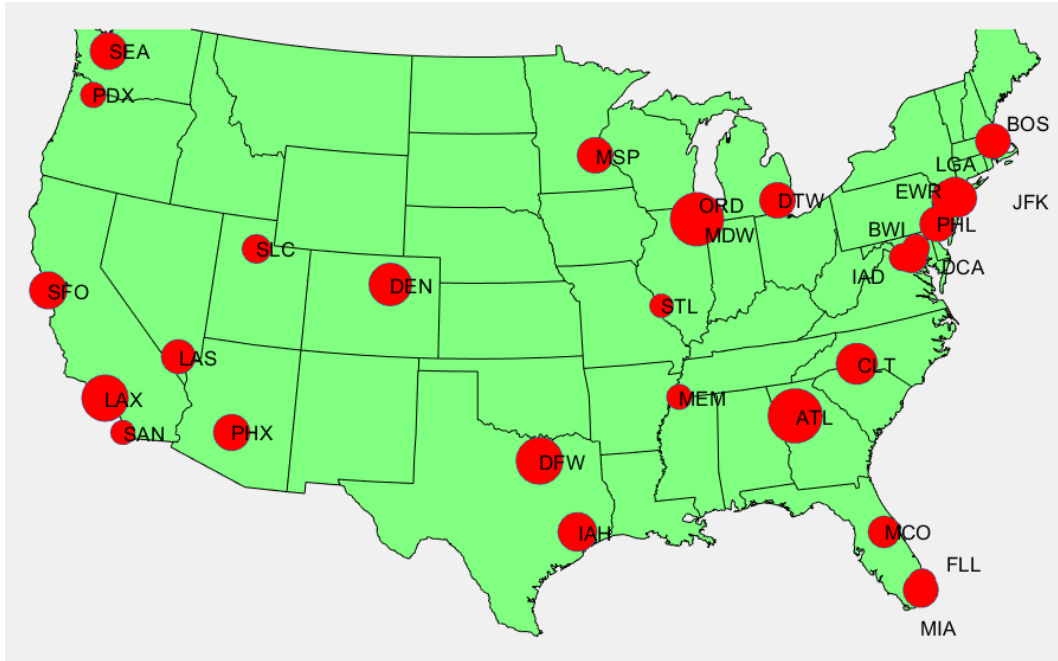 SEA
PDX
BOS
MSP
LGA
EWR
DTW
JFK
ORD
MDW
PHL
BWI
SLC
DCA
IAD
DEN
SFO
STL
LAS
CLT
LAX
MEM
ATL
SAN
PHX
DFW
IAH
MCO
FLL
MIA